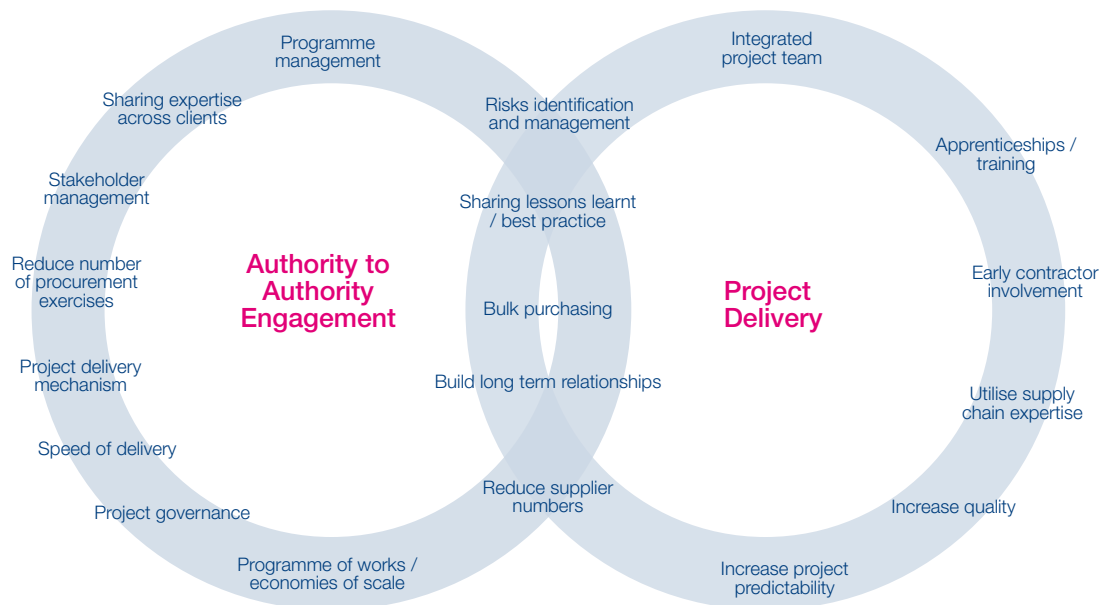 Programme
management
Integrated
project team
Sharing expertise
across clients
Risks identification
and management
Apprenticeships /
training
Stakeholder
management
Sharing lessons learnt
/ best practice
Reduce number
of procurement
exercises
Authority to
Authority
Engagement
Bulk purchasing
Project
Delivery
Early contractor
involvement
Project delivery
mechanism
Build long term relationships
Utilise supply
chain expertise
Speed of delivery
Project governance
Reduce supplier
numbers
Increase quality
Programme of works /
economies of scale
Increase project
predictability